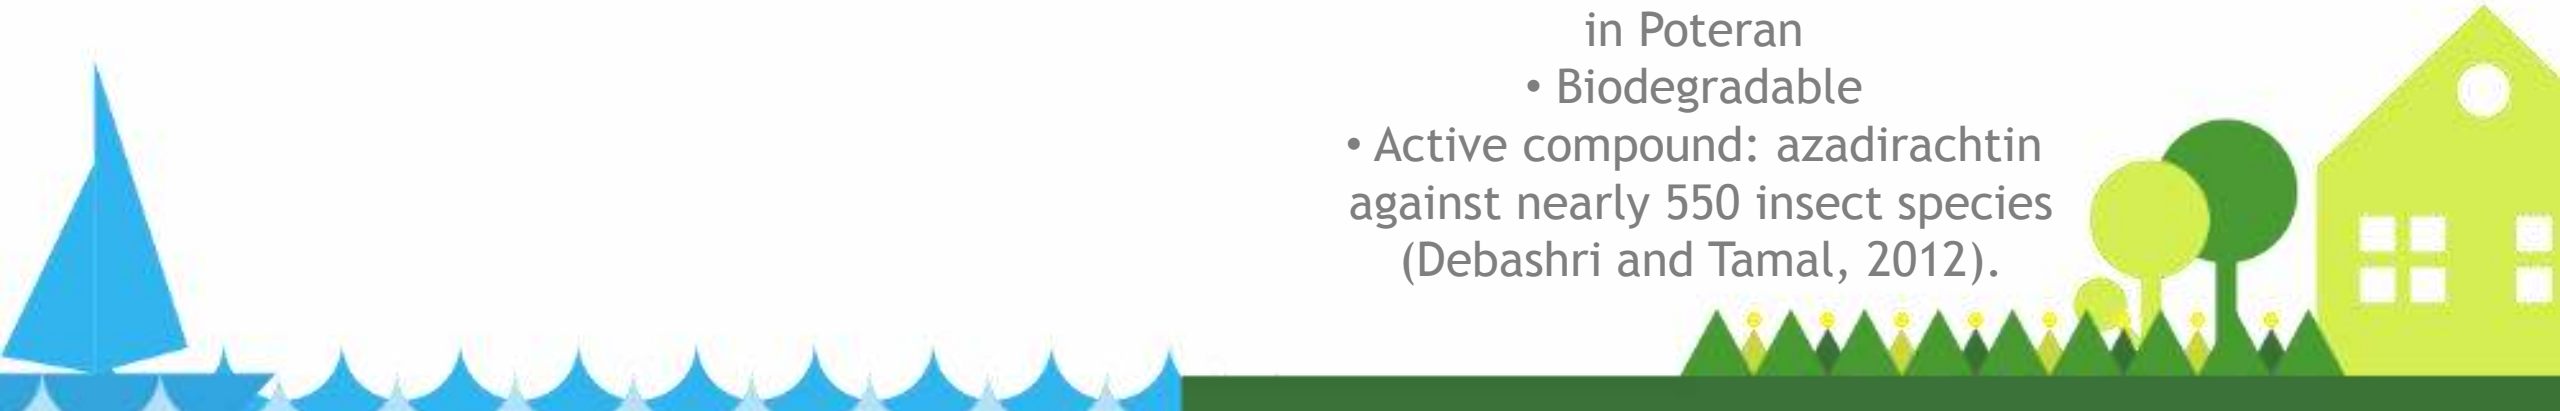 in Poteran
• Biodegradable
• Active compound: azadirachtin
against nearly 550 insect species
(Debashri and Tamal, 2012).